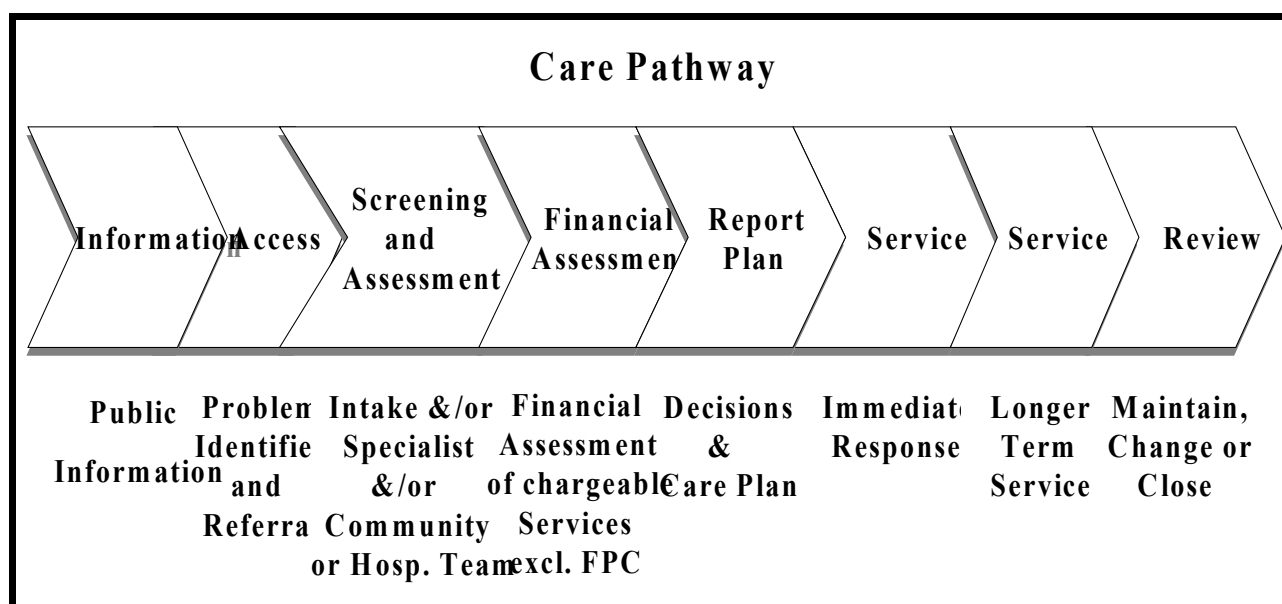 Care Pathway
Information
Access
Screening
and
Assessment
Financial
Assessmen
Report
Plan
Service
Service
Review
Public
Information
Problem
Identifie
and
Referra
Intake &/or
Specialist
&/or
Community
or Hosp. Team
Financial
Assessment
of chargeable
Services
excl. FPC
Decisions
&
Care Plan
Immediat
Response
Longer
Term
Service
Maintain,
Change or
Close